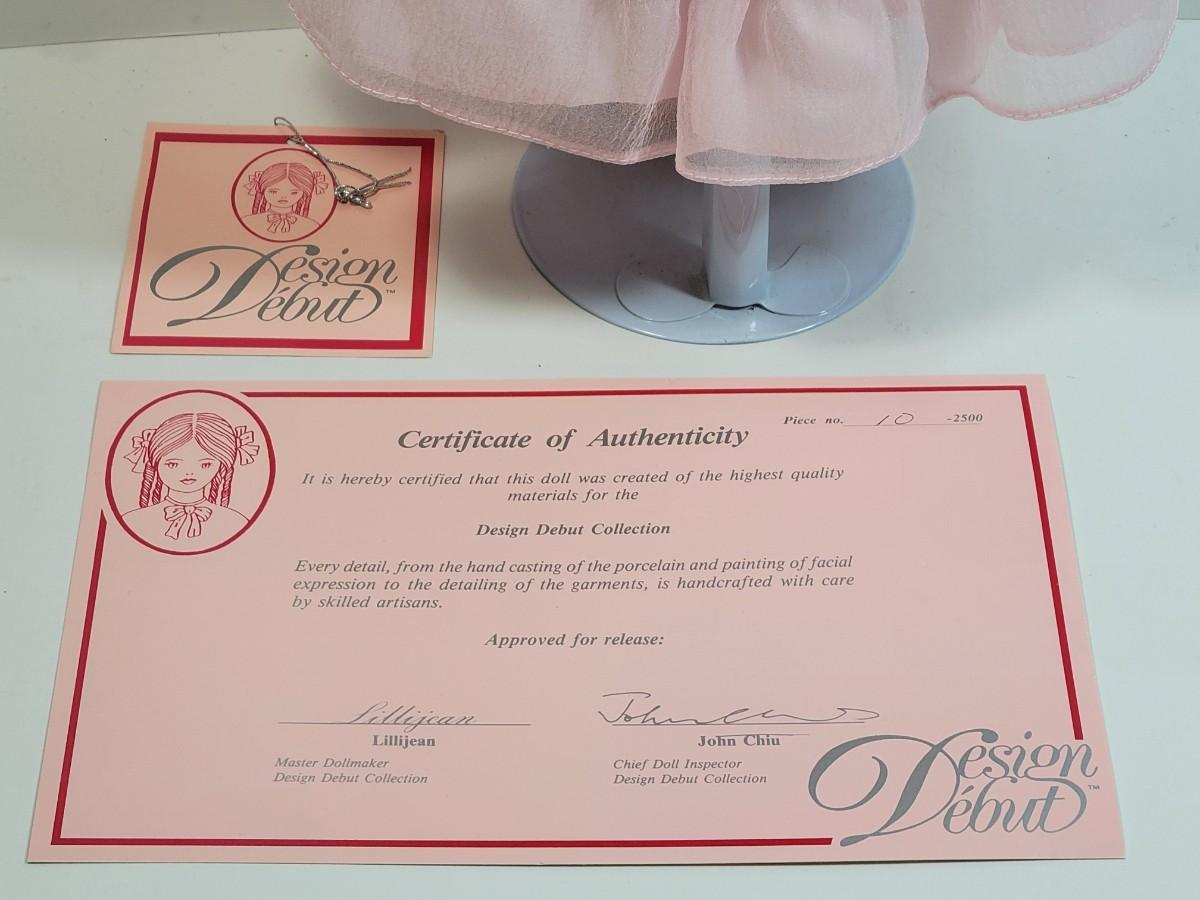 Design
Début™
Piece no. 10 -2500
Certificate of Authenticity
It is hereby certified that this doll was created of the highest quality
materials for the
Design Debut Collection
Every detail, from the hand casting of the porcelain and painting of facial
expression to the detailing of the garments, is handcrafted with care
by skilled artisans.
Approved for release:
Lillijean
Lillijean
Master Dollmaker
Design Debut Collection
John Chiu
John Chiu
Chief Doll Inspector
Design Debut Collection
Design
Début™